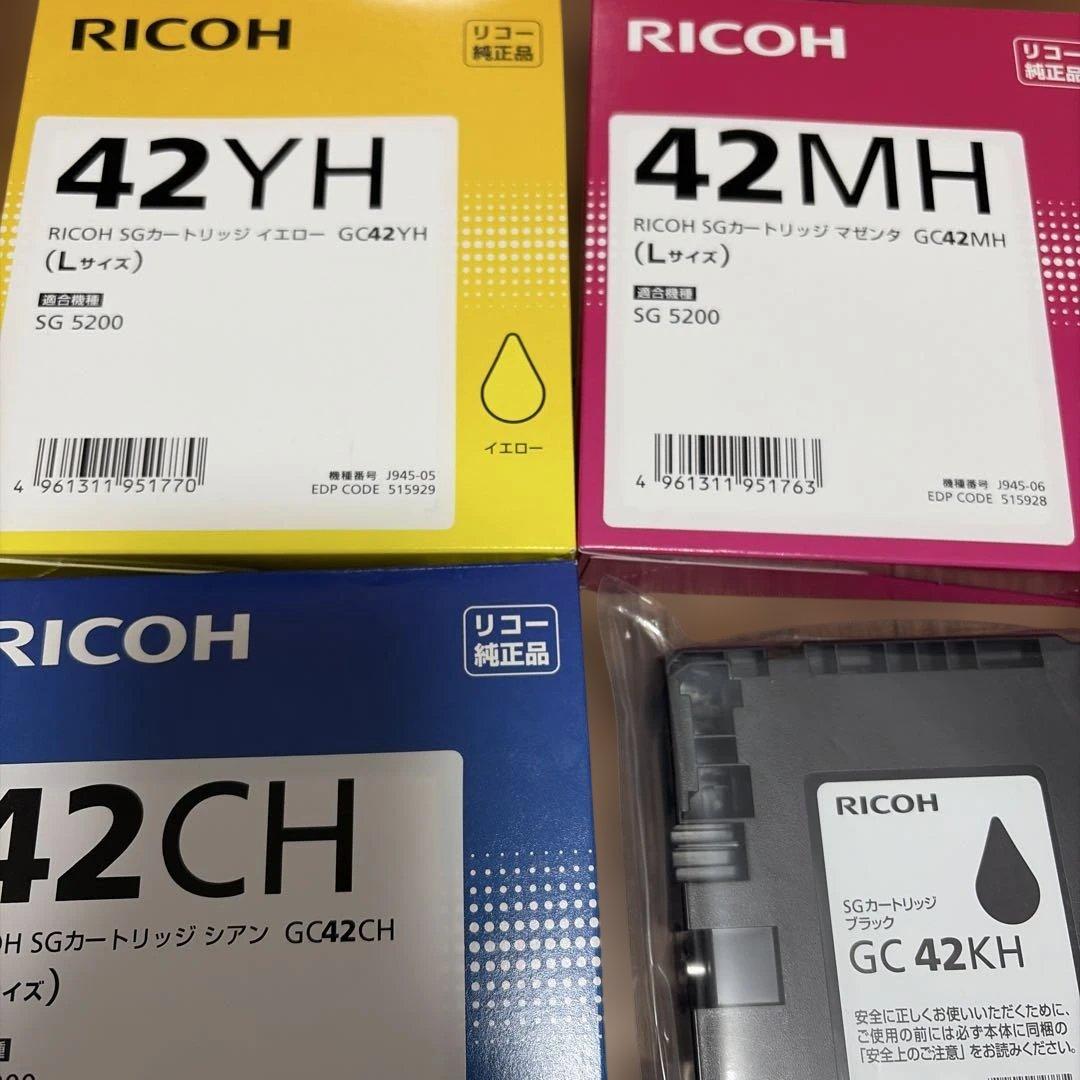 RICOH
リコー
純正品
42YH
RICOH SGカートリッジ イエロー GC42YH
(Lサイズ)
適合機種
SG 5200
イエロー
4 961311 951770
機種番号 J945-05
EDP CODE 515929
RICOH
リコー
純正品
42MH
RICOH SGカートリッジ マゼンタ GC42MH
(Lサイズ)
適合機種
SG 5200
4 961311 951763
機種番号 J945-06
EDP CODE 515928
RICOH
リコー
純正品
42CH
OH SGカートリッジ シアン GC42CH
イズ)
種
RICOH
SGカートリッジ
ブラック
GC 42KH
安全に正しくお使いいただくために、
ご使用の前には必ず本体に同梱の
「安全上のご注意」をお読みください。